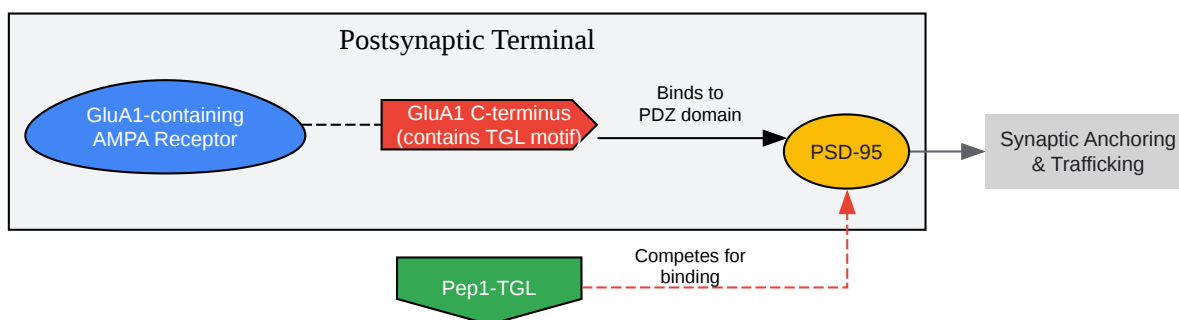 Postsynaptic Terminal
GluA1-containing
AMPA Receptor
GluA1 C-terminus
(contains TGL motif)
Binds to
PDZ domain
PSD-95
Synaptic Anchoring
& Trafficking
Pep1-TGL
Competes for
binding